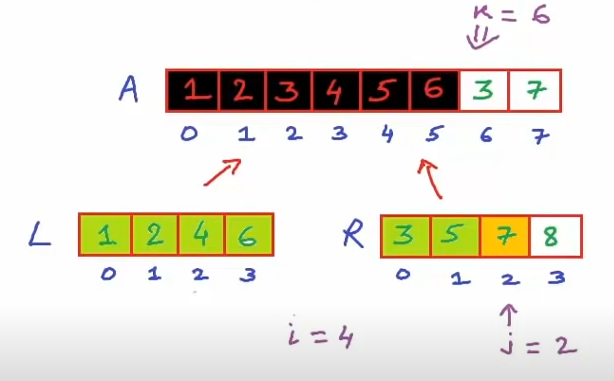 k = 6
A 1 2 3 4 5 6 3 7
0 1 2 3 4 5 6 7
L 1 2 4 6 R 3 5 7 8
0 1 2 3 0 1 2 3
i = 4 j = 2